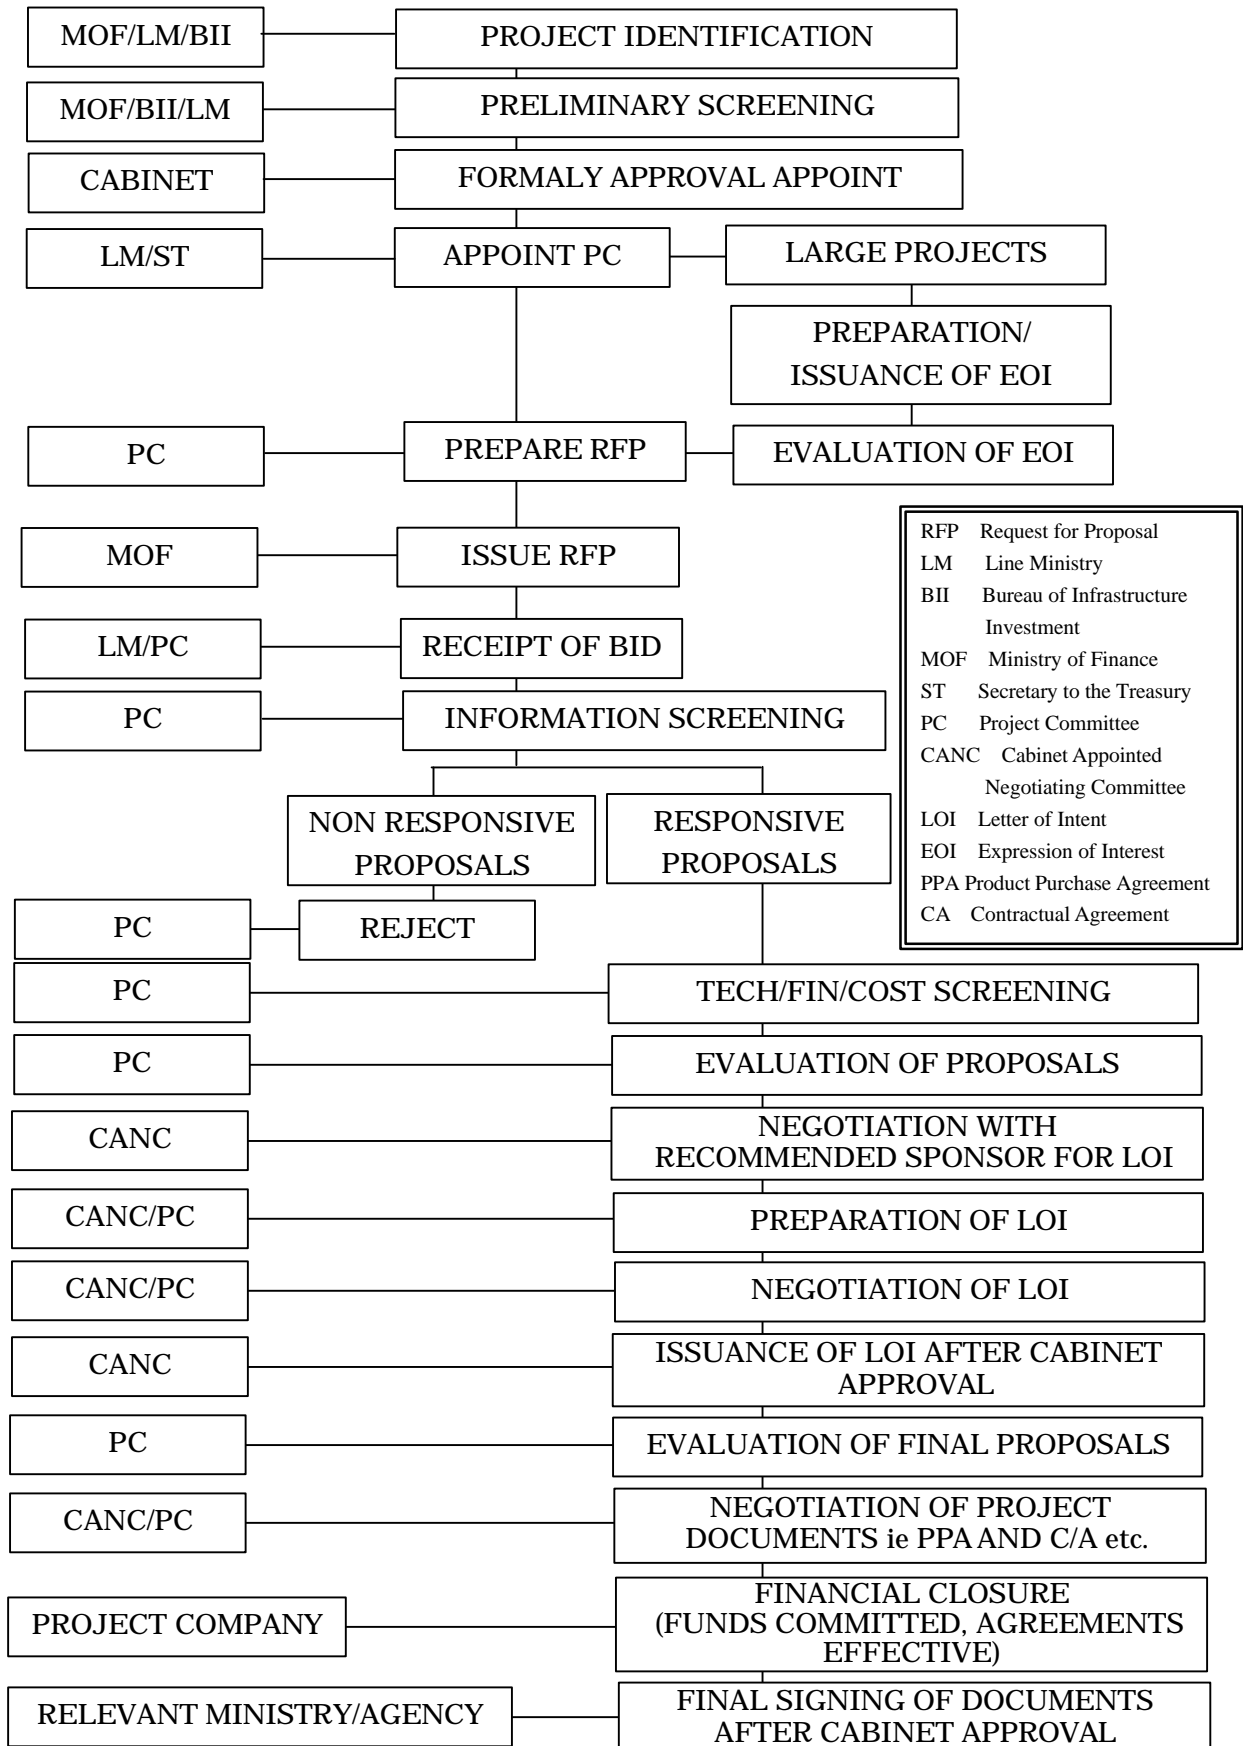 MOF/LM/BII
PROJECT IDENTIFICATION
MOF/BII/LM
PRELIMINARY SCREENING
CABINET
FORMALY APPROVAL APPOINT
LM/ST
APPOINT PC
LARGE PROJECTS
PREPARATION/
ISSUANCE OF EOI
PC
PREPARE RFP
EVALUATION OF EOI
MOF
ISSUE RFP
LM/PC
RECEIPT OF BID
PC
INFORMATION SCREENING
RFP Request for Proposal
LM Line Ministry
BII Bureau of Infrastructure
Investment
MOF Ministry of Finance
ST Secretary to the Treasury
PC Project Committee
CANC Cabinet Appointed
Negotiating Committee
LOI Letter of Intent
EOI Expression of Interest
PPA Product Purchase Agreement
CA Contractual Agreement
NON RESPONSIVE
PROPOSALS
RESPONSIVE
PROPOSALS
PC
REJECT
PC
TECH/FIN/COST SCREENING
PC
EVALUATION OF PROPOSALS
CANC
NEGOTIATION WITH
RECOMMENDED SPONSOR FOR LOI
CANC/PC
PREPARATION OF LOI
CANC/PC
NEGOTIATION OF LOI
CANC
ISSUANCE OF LOI AFTER CABINET
APPROVAL
PC
EVALUATION OF FINAL PROPOSALS
CANC/PC
NEGOTIATION OF PROJECT
DOCUMENTS ie PPA AND C/A etc.
PROJECT COMPANY
FINANCIAL CLOSURE
(FUNDS COMMITTED, AGREEMENTS
EFFECTIVE)
RELEVANT MINISTRY/AGENCY
FINAL SIGNING OF DOCUMENTS
AFTER CABINET APPROVAL